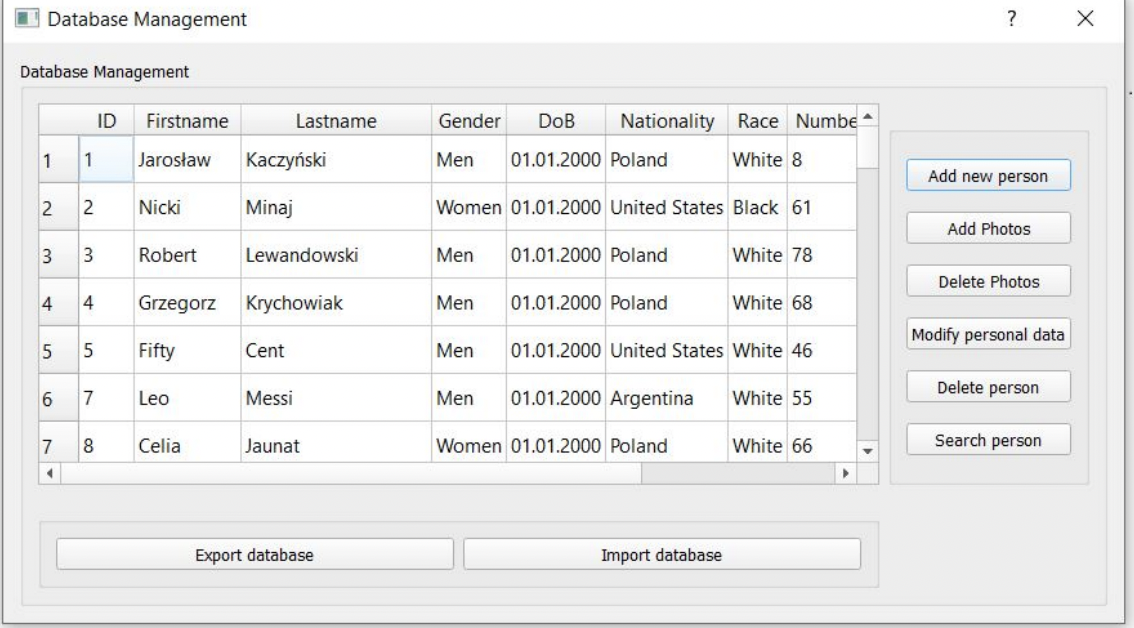 Database Management ?
Database Management
ID Firstname Lastname Gender DoB Nationality Race Numbe
1 1 Jarosław Kaczyński Men 01.01.2000 Poland White 8
2 2 Nicki Minaj Women 01.01.2000 United States Black 61
3 3 Robert Lewandowski Men 01.01.2000 Poland White 78
4 4 Grzegorz Krychowiak Men 01.01.2000 Poland White 68
5 5 Fifty Cent Men 01.01.2000 United States White 46
6 7 Leo Messi Men 01.01.2000 Argentina White 55
7 8 Celia Jaunat Women 01.01.2000 Poland White 66
Add new person
Add Photos
Delete Photos
Modify personal data
Delete person
Search person
Export database Import database